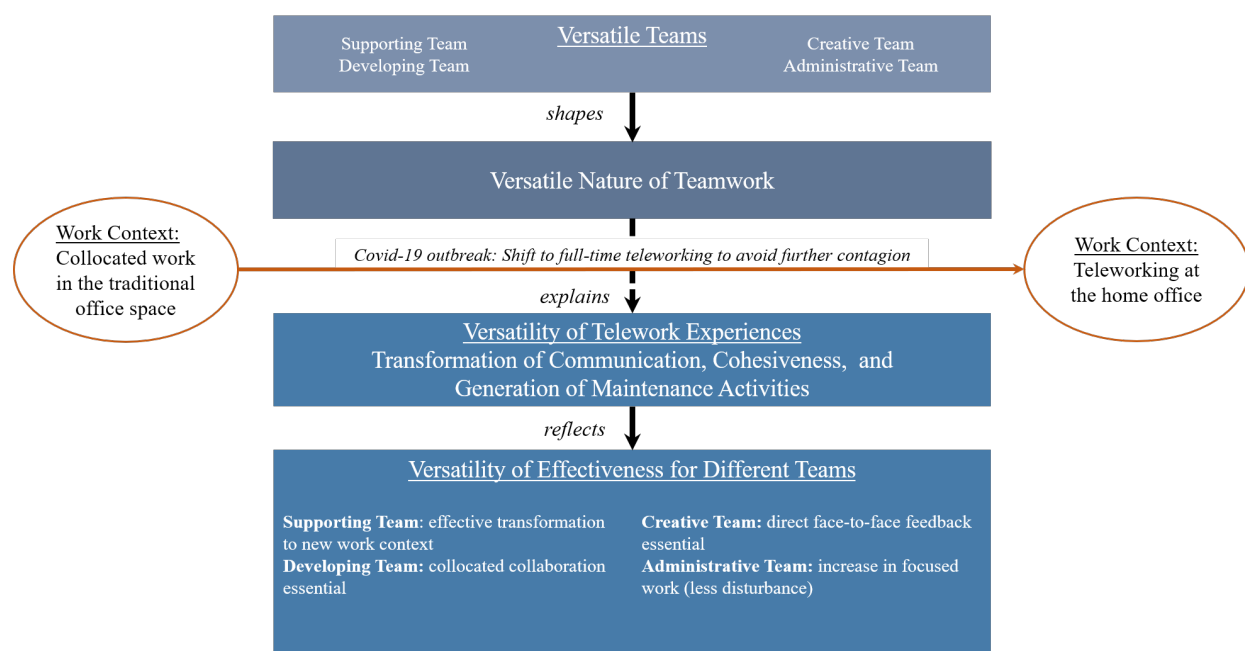 Versatile Teams
Supporting Team
Developing Team
Creative Team
Administrative Team
shapes
Versatile Nature of Teamwork
Work Context:
Collocated work
in the traditional
office space
Covid-19 outbreak: Shift to full-time teleworking to avoid further contagion
Work Context:
Teleworking at
the home office
explains
Versatility of Telework Experiences
Transformation of Communication, Cohesiveness, and
Generation of Maintenance Activities
reflects
Versatility of Effectiveness for Different Teams
Supporting Team: effective transformation
to new work context
Developing Team: collocated collaboration
essential
Creative Team: direct face-to-face feedback
essential
Administrative Team: increase in focused
work (less disturbance)